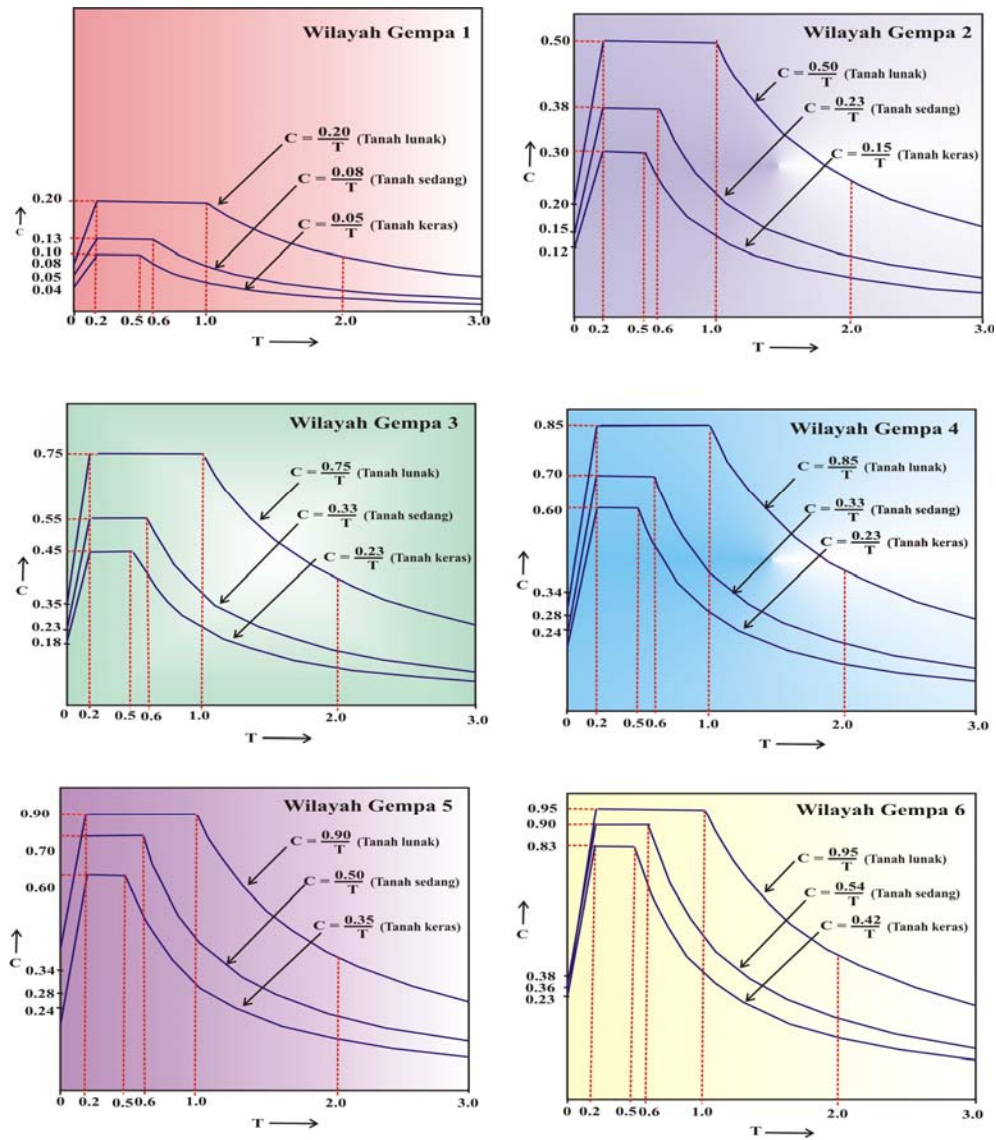 Wilayah Gempa 1
C = 0.20/T (Tanah lunak)
C = 0.08/T (Tanah sedang)
C = 0.05/T (Tanah keras)
0.20
0.13
0.10
0.08
0.05
0.04
C
0 0.2 0.5 0.6 1.0 2.0 3.0
T
Wilayah Gempa 2
C = 0.50/T (Tanah lunak)
C = 0.23/T (Tanah sedang)
C = 0.15/T (Tanah keras)
0.50
0.38
0.30
0.20
0.15
0.12
C
0 0.2 0.5 0.6 1.0 2.0 3.0
T
Wilayah Gempa 3
C = 0.75/T (Tanah lunak)
C = 0.33/T (Tanah sedang)
C = 0.23/T (Tanah keras)
0.75
0.55
0.45
0.35
0.23
0.18
C
0 0.2 0.5 0.6 1.0 2.0 3.0
T
Wilayah Gempa 4
C = 0.85/T (Tanah lunak)
C = 0.33/T (Tanah sedang)
C = 0.23/T (Tanah keras)
0.85
0.70
0.60
0.34
0.28
0.24
C
0 0.2 0.5 0.6 1.0 2.0 3.0
T
Wilayah Gempa 5
C = 0.90/T (Tanah lunak)
C = 0.50/T (Tanah sedang)
C = 0.35/T (Tanah keras)
0.90
0.70
0.60
0.34
0.28
0.24
C
0 0.2 0.5 0.6 1.0 2.0 3.0
T
Wilayah Gempa 6
C = 0.95/T (Tanah lunak)
C = 0.54/T (Tanah sedang)
C = 0.42/T (Tanah keras)
0.95
0.90
0.83
0.38
0.36
0.23
C
0 0.2 0.5 0.6 1.0 2.0 3.0
T